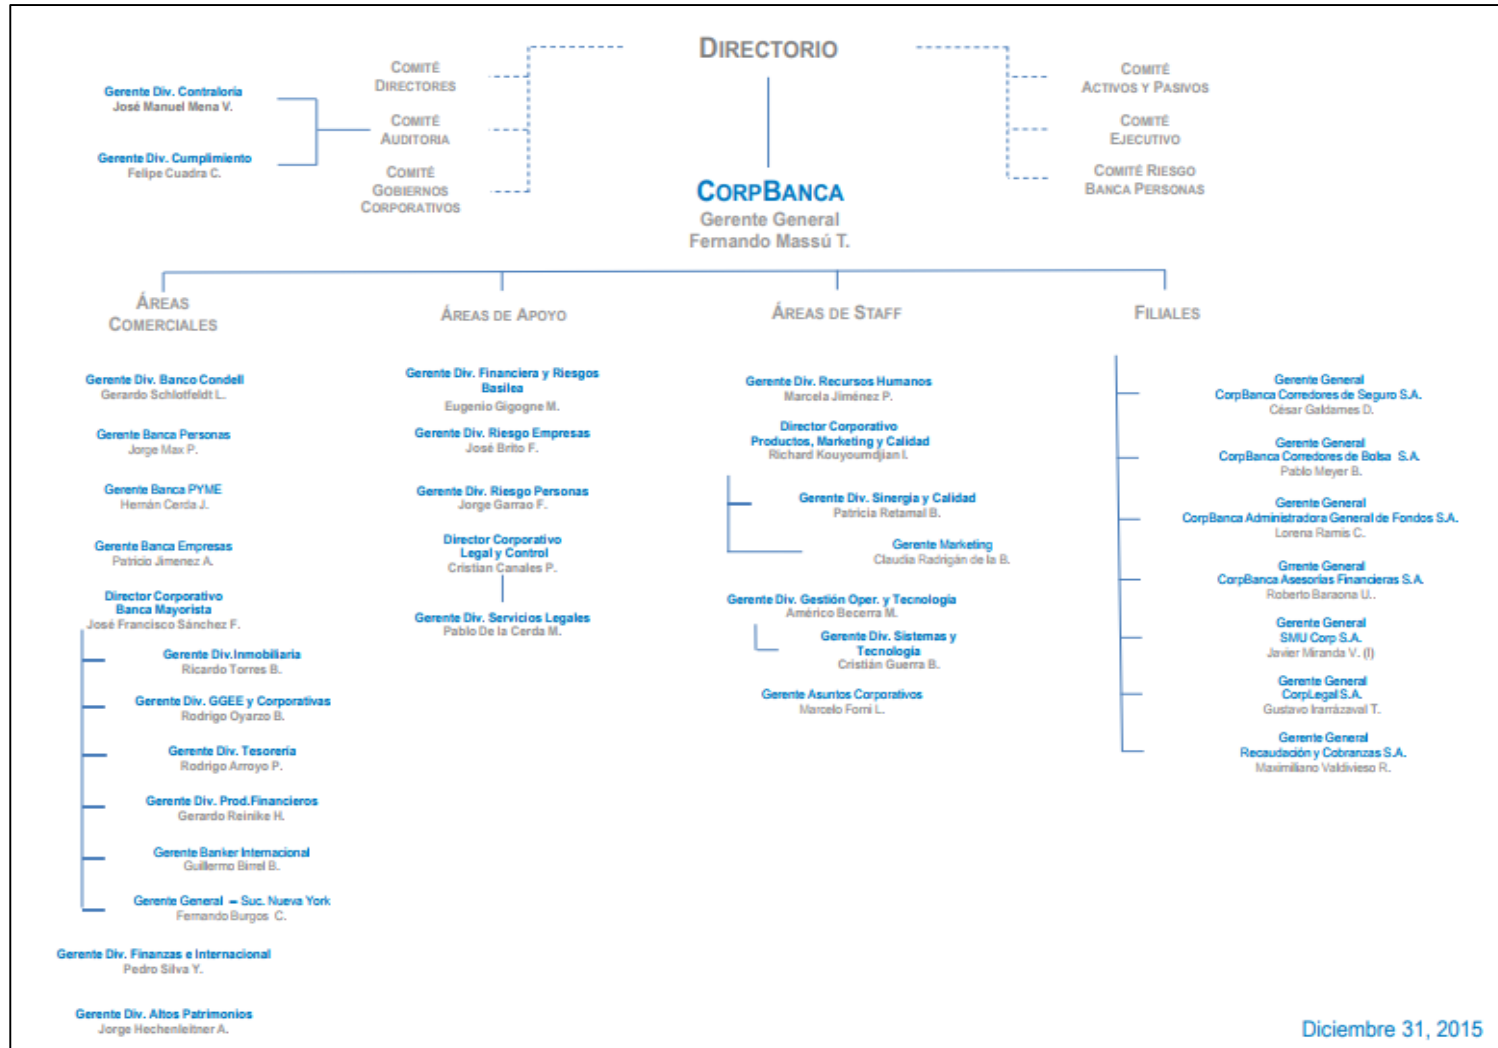 DIRECTORIO
COMITÉ
DIRECTORES
COMITÉ
AUDITORIA
COMITÉ
GOBIERNOS
CORPORATIVOS
Gerente Div. Contraloría
José Manuel Mena V.
Gerente Div. Cumplimiento
Felipe Cuadra C.
COMITÉ
ACTIVOS Y PASIVOS
COMITÉ
EJECUTIVO
COMITÉ RIESGO
BANCA PERSONAS
CORPBANCA
Gerente General
Fernando Massú T.
ÁREAS
COMERCIALES
Gerente Div. Banco Condell
Gerardo Schlotfeldt L.
Gerente Banca Personas
Jorge Max P.
Gerente Banca PYME
Hernán Cerda J.
Gerente Banca Empresas
Patricio Jimenez A.
Director Corporativo
Banca Mayorista
José Francisco Sánchez F.
Gerente Div.Inmobiliaria
Ricardo Torres B.
Gerente Div. GGEE y Corporativas
Rodrigo Oyarzo B.
Gerente Div. Tesorería
Rodrigo Arroyo P.
Gerente Div. Prod.Financieros
Gerardo Reinike H.
Gerente Banker Internacional
Guillermo Birrel B.
Gerente General – Suc. Nueva York
Fernando Burgos C.
Gerente Div. Finanzas e Internacional
Pedro Silva Y.
Gerente Div. Altos Patrimonios
Jorge Hechenleitner A.
ÁREAS DE APOYO
Gerente Div. Financiera y Riesgos
Basilea
Eugenio Gigogne M.
Gerente Div. Riesgo Empresas
José Brito F.
Gerente Div. Riesgo Personas
Jorge Garrao F.
Director Corporativo
Legal y Control
Cristian Canales P.
Gerente Div. Servicios Legales
Pablo De la Cerda M.
ÁREAS DE STAFF
Gerente Div. Recursos Humanos
Marcela Jiménez P.
Director Corporativo
Productos, Marketing y Calidad
Richard Kouyoumdjian I.
Gerente Div. Sinergia y Calidad
Patricia Retamal B.
Gerente Marketing
Claudia Radrigán de la B.
Gerente Div. Gestión Oper. y Tecnología
Américo Becerra M.
Gerente Div. Sistemas y
Tecnología
Cristián Guerra B.
Gerente Asuntos Corporativos
Marcelo Forni L.
FILIALES
Gerente General
CorpBanca Corredores de Seguro S.A.
César Galdames D.
Gerente General
CorpBanca Corredores de Bolsa S.A.
Pablo Meyer B.
Gerente General
CorpBanca Administradora General de Fondos S.A.
Lorena Ramis C.
Grrente General
CorpBanca Asesorías Financieras S.A.
Roberto Baraona U..
Gerente General
SMU Corp S.A.
Javier Miranda V. (I)
Gerente General
CorpLegal S.A.
Gustavo Irarrázaval T.
Gerente General
Recaudación y Cobranzas S.A.
Maximiliano Valdivieso R.
Diciembre 31, 2015